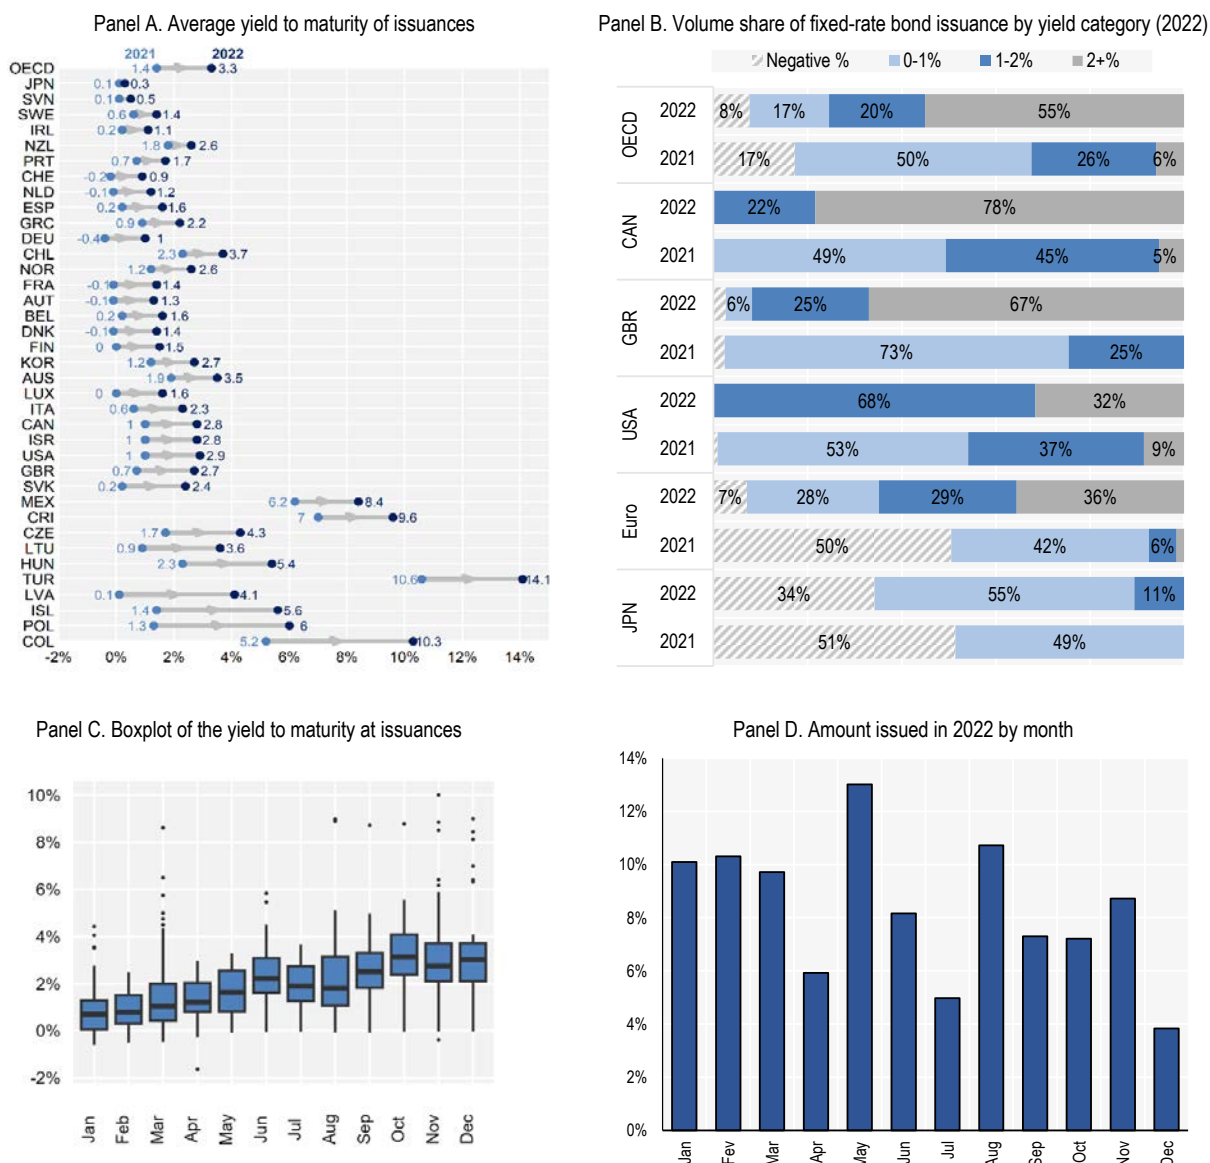 Panel A. Average yield to maturity of issuances
2021 2022
OECD 1.4 3.3
JPN 0.1 0.3
SVN 0.1 0.5
SWE 0.6 1.4
IRL 0.2 1.1
NZL 1.8 2.6
PRT 0.7 1.7
CHE -0.2 0.9
NLD -0.1 1.2
ESP 0.2 1.6
GRC 0.9 2.2
DEU -0.4 1
CHL 2.3 3.7
NOR 1.2 2.6
FRA -0.1 1.4
AUT -0.1 1.3
BEL 0.2 1.6
DNK -0.1 1.4
FIN 0 1.5
KOR 1.2 2.7
AUS 1.9 3.5
LUX 0 1.6
ITA 0.6 2.3
CAN 1 2.8
ISR 1 2.8
USA 1 2.9
GBR 0.7 2.7
SVK 0.2 2.4
MEX 6.2 8.4
CRI 7 9.6
CZE 1.7 4.3
LTU 0.9 3.6
HUN 2.3 5.4
TUR 10.6 14.1
LVA 0.1 4.1
ISL 1.4 5.6
POL 1.3 6
COL 5.2 10.3
-2% 0% 2% 4% 6% 8% 10% 12% 14%
Panel B. Volume share of fixed-rate bond issuance by yield category (2022)
Negative % 0-1% 1-2% 2+%
OECD
2022 8% 17% 20% 55%
2021 17% 50% 26% 6%
CAN
2022 22% 78%
2021 49% 45% 5%
GBR
2022 6% 25% 67%
2021 73% 25%
USA
2022 68% 32%
2021 53% 37% 9%
Euro
2022 7% 28% 29% 36%
2021 50% 42% 6%
JPN
2022 34% 55% 11%
2021 51% 49%
Panel C. Boxplot of the yield to maturity at issuances
10%
8%
6%
4%
2%
0%
-2%
Jan Feb Mar Apr May Jun Jul Aug Sep Oct Nov Dec
Panel D. Amount issued in 2022 by month
14%
12%
10%
8%
6%
4%
2%
0%
Jan Fev Mar Apr May Jun Jul Aug Sep Oct Nov Dec